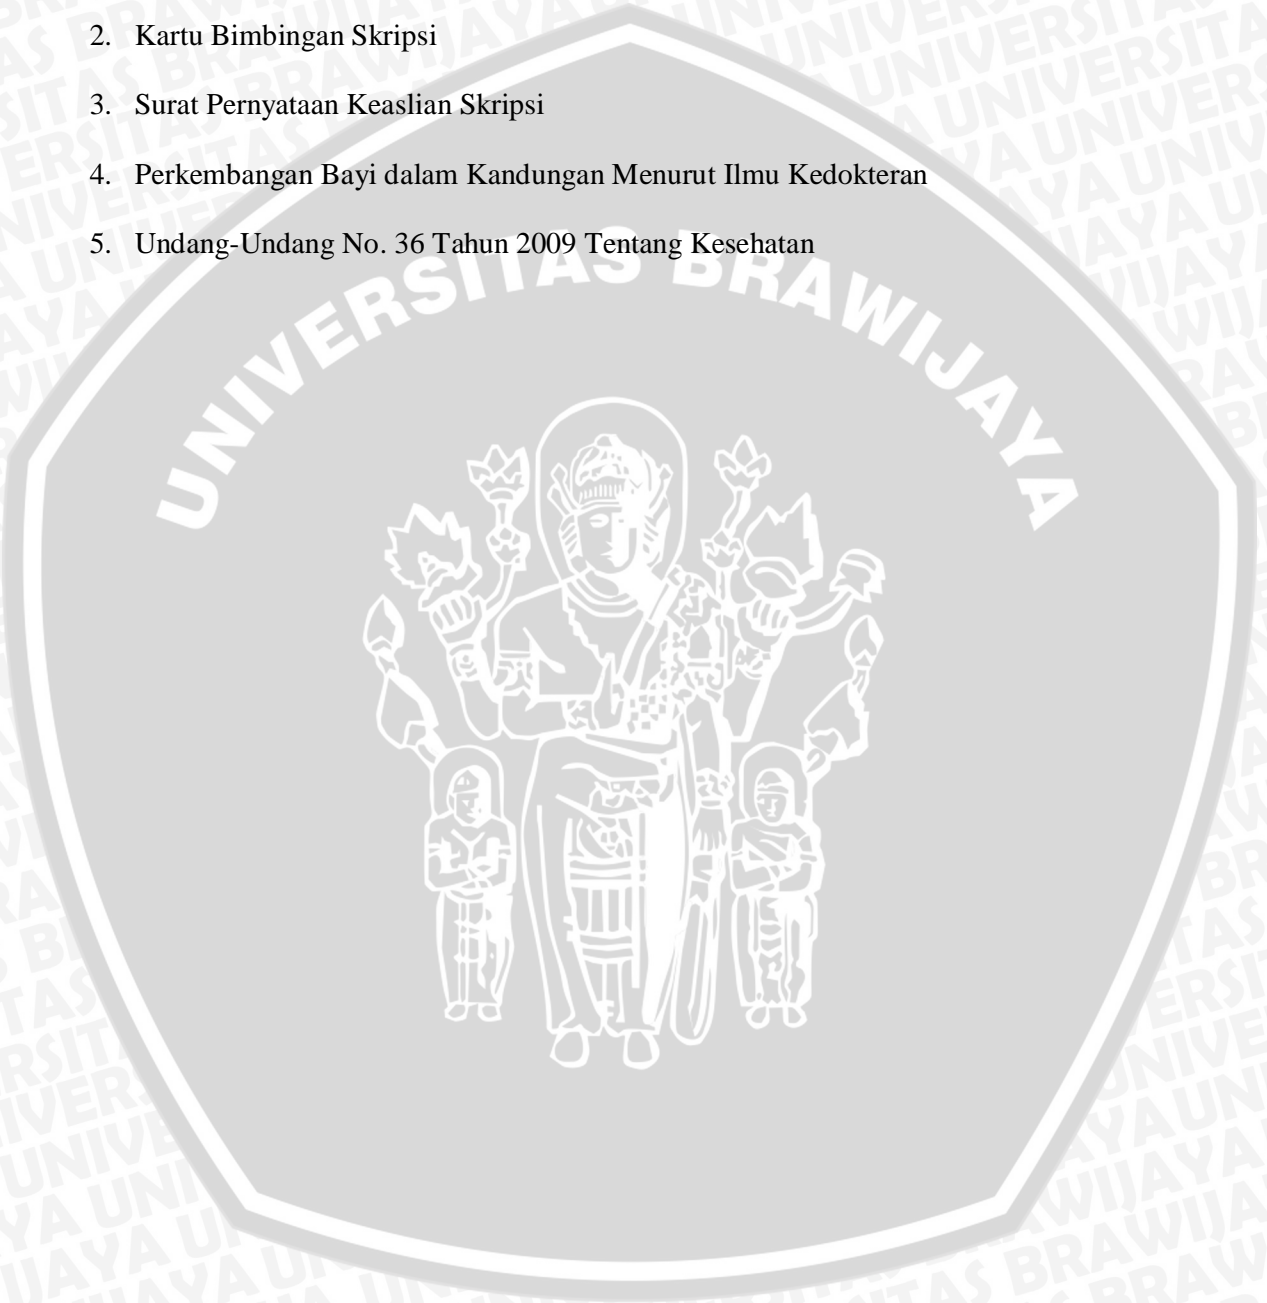 2. Kartu Bimbingan Skripsi
3. Surat Pernyataan Keaslian Skripsi
4. Perkembangan Bayi dalam Kandungan Menurut Ilmu Kedokteran
5. Undang-Undang No. 36 Tahun 2009 Tentang Kesehatan
UNIVERSITAS BRAWIJAYA